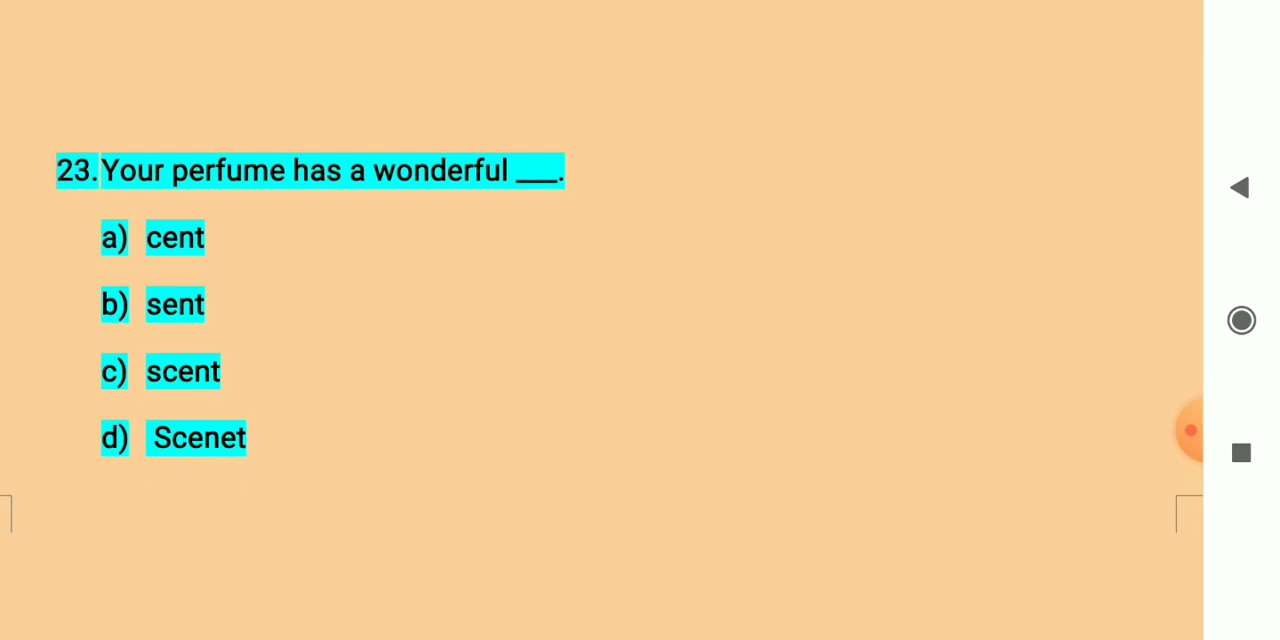 23. Your perfume has a wonderful ___.
a) cent
b) sent
c) scent
d) Scenet